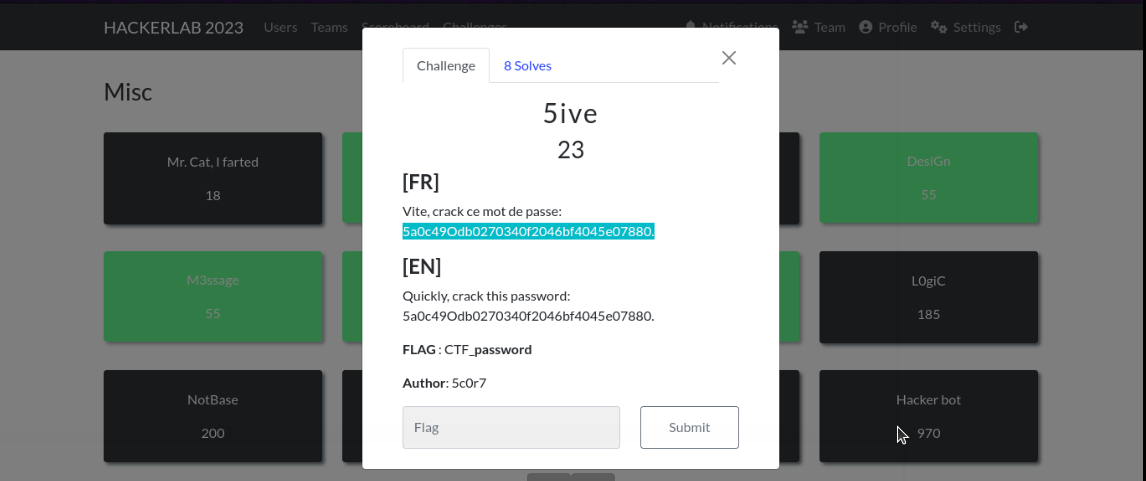 HACKERLAB 2023 Users Teams Scoreboard Challenges Notifications Team Profile Settings
Challenge 8 Solves
Misc
5ive
23
Mr. Cat, I farted
18
DesiGn
55
[FR]
Vite, crack ce mot de passe:
5a0c49Odb0270340f2046bf4045e07880.
[EN]
Quickly, crack this password:
5a0c49Odb0270340f2046bf4045e07880.
M3ssage
55
L0giC
185
FLAG : CTF_password
Author: 5c0r7
NotBase
200
Hacker bot
970
Flag Submit